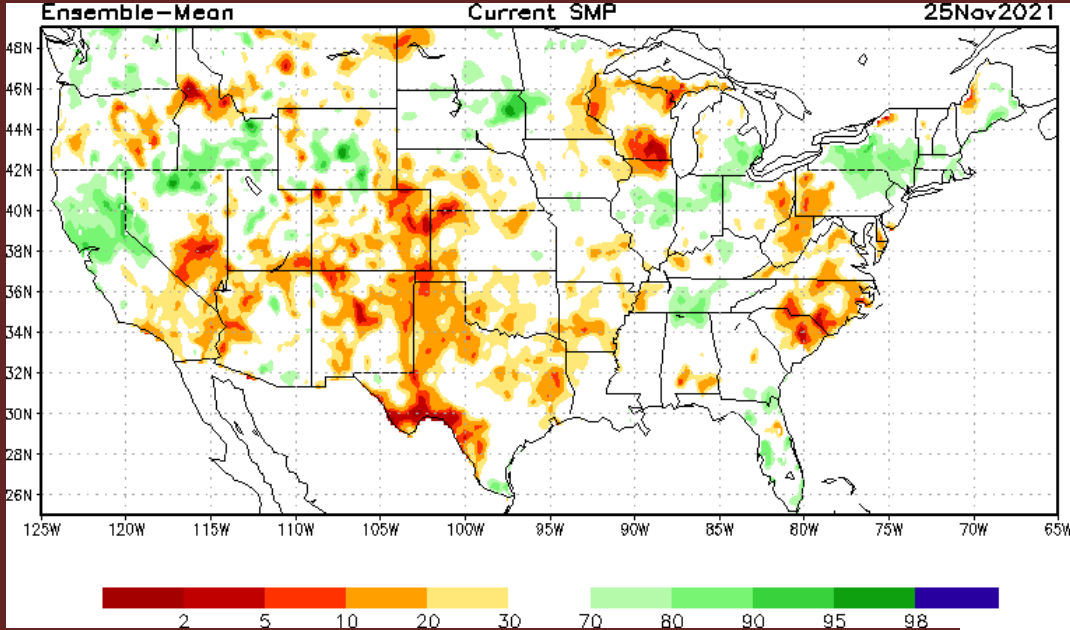 Ensemble-Mean Current SMP 25Nov2021
48N
46N
44N
42N
40N
38N
36N
34N
32N
30N
28N
26N
125W 120W 115W 110W 105W 100W 95W 90W 85W 80W 75W 70W 65W
2 5 10 20 30 70 80 90 95 98